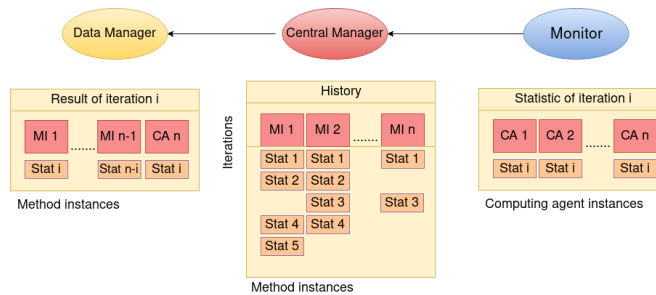 Data Manager
Central Manager
Monitor
Result of iteration i
MI 1 ........ MI n-1 CA n
Stat i Stat n-i Stat i
Method instances
Iterations
History
MI 1 MI 2 ........ MI n
Stat 1 Stat 1 Stat 1
Stat 2 Stat 2
Stat 3 Stat 3
Stat 4 Stat 4
Stat 5
Method instances
Statistic of iteration i
CA 1 CA 2 ........ CA n
Stat i Stat i Stat i
Computing agent instances